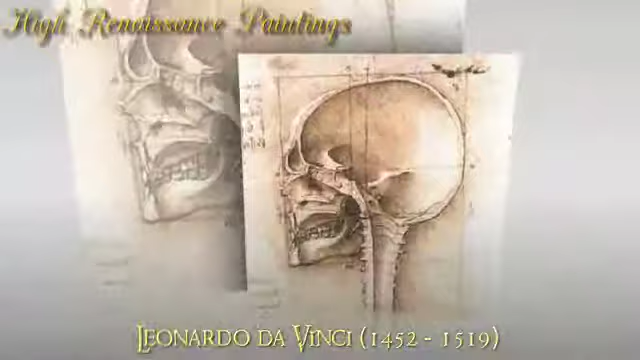 High Renaissance Paintings
Leonardo da Vinci (1452 - 1519)